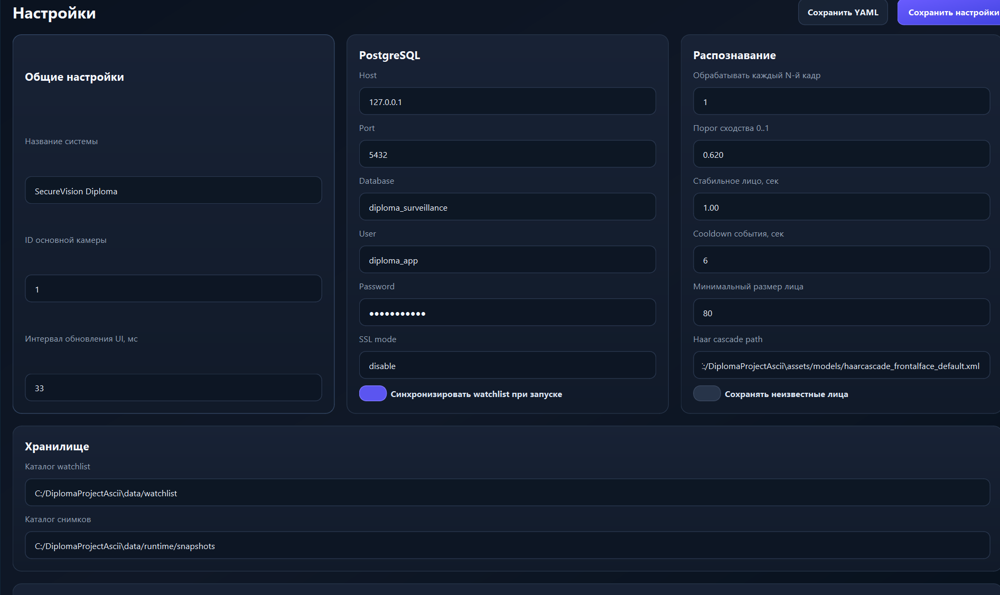 Настройки
Сохранить YAML
Сохранить настройки
Общие настройки
Название системы
SecureVision Diploma
ID основной камеры
1
Интервал обновления UI, мс
33
PostgreSQL
Host
127.0.0.1
Port
5432
Database
diploma_surveillance
User
diploma_app
Password
•••••••••••
SSL mode
disable
Синхронизировать watchlist при запуске
Распознавание
Обрабатывать каждый N-й кадр
1
Порог сходства 0..1
0.620
Стабильное лицо, сек
1.00
Cooldown события, сек
6
Минимальный размер лица
80
Haar cascade path
:/DiplomaProjectAscii\assets/models/haarcascade_frontalface_default.xml
Сохранять неизвестные лица
Хранилище
Каталог watchlist
C:/DiplomaProjectAscii\data/watchlist
Каталог снимков
C:/DiplomaProjectAscii\data/runtime/snapshots